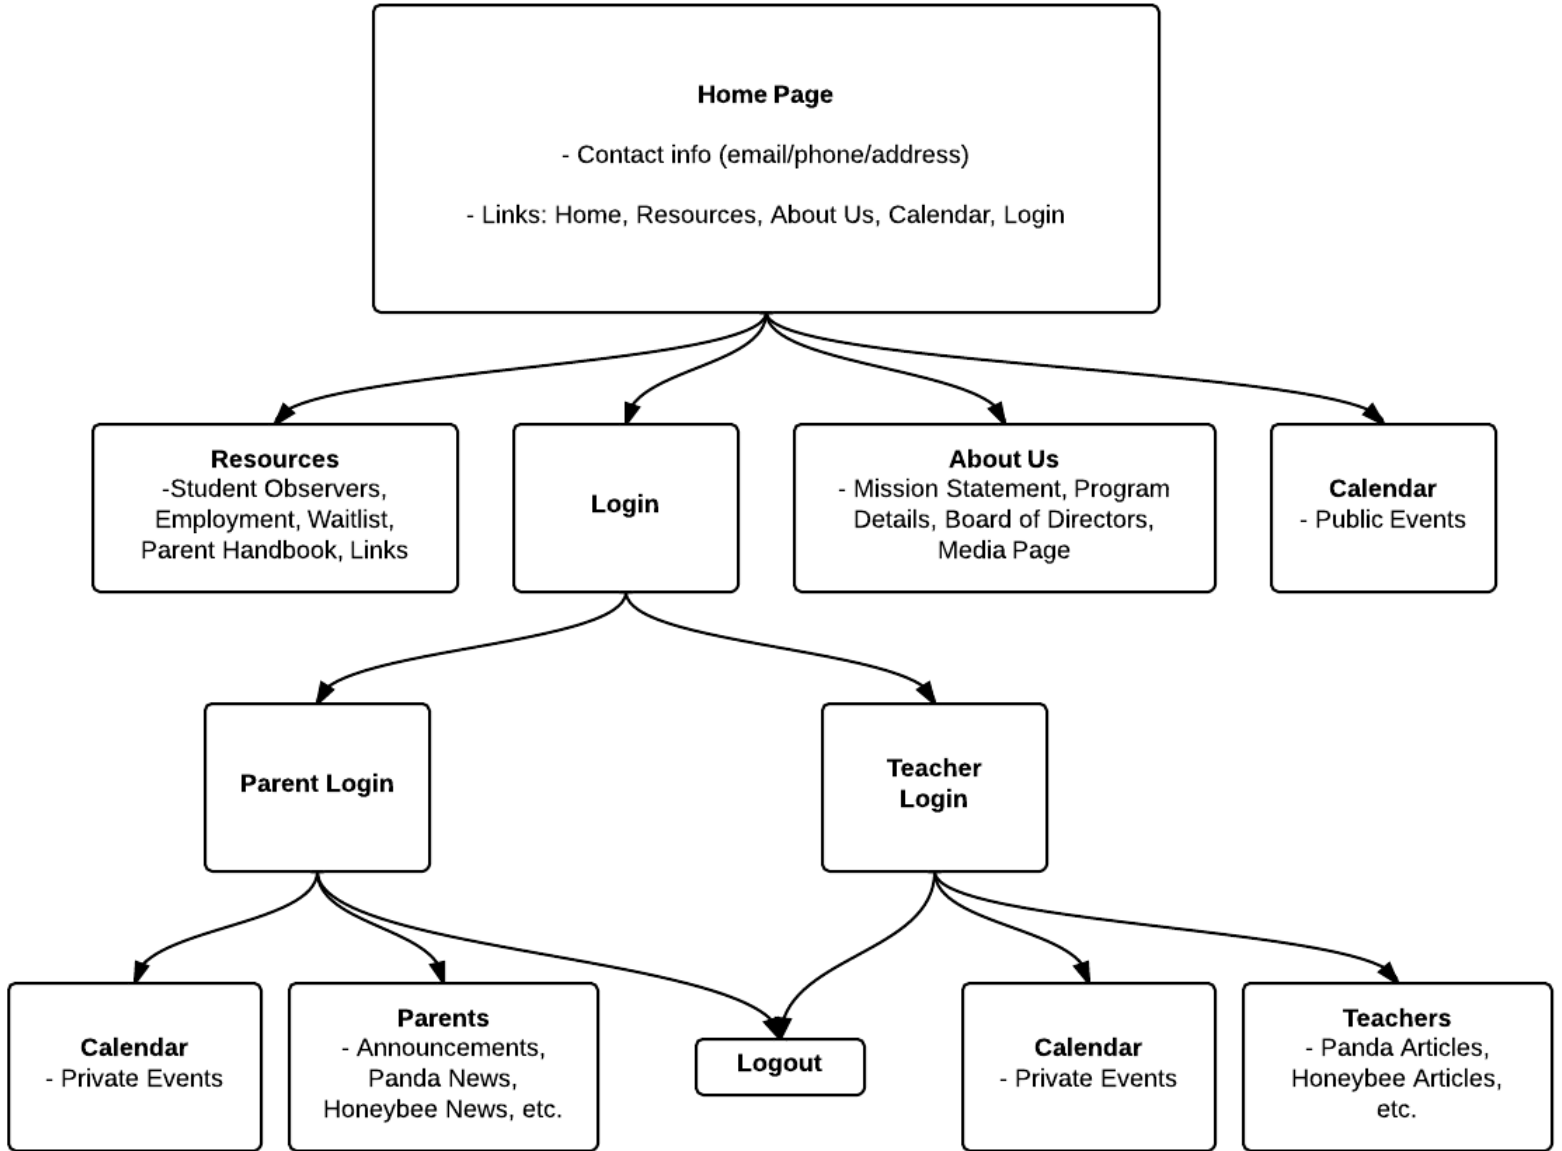 Home Page
- Contact info (email/phone/address)
- Links: Home, Resources, About Us, Calendar, Login
Resources
-Student Observers,
Employment, Waitlist,
Parent Handbook, Links
Login
About Us
- Mission Statement, Program
Details, Board of Directors,
Media Page
Calendar
- Public Events
Parent Login
Teacher
Login
Calendar
- Private Events
Parents
- Announcements,
Panda News,
Honeybee News, etc.
Logout
Calendar
- Private Events
Teachers
- Panda Articles,
Honeybee Articles,
etc.